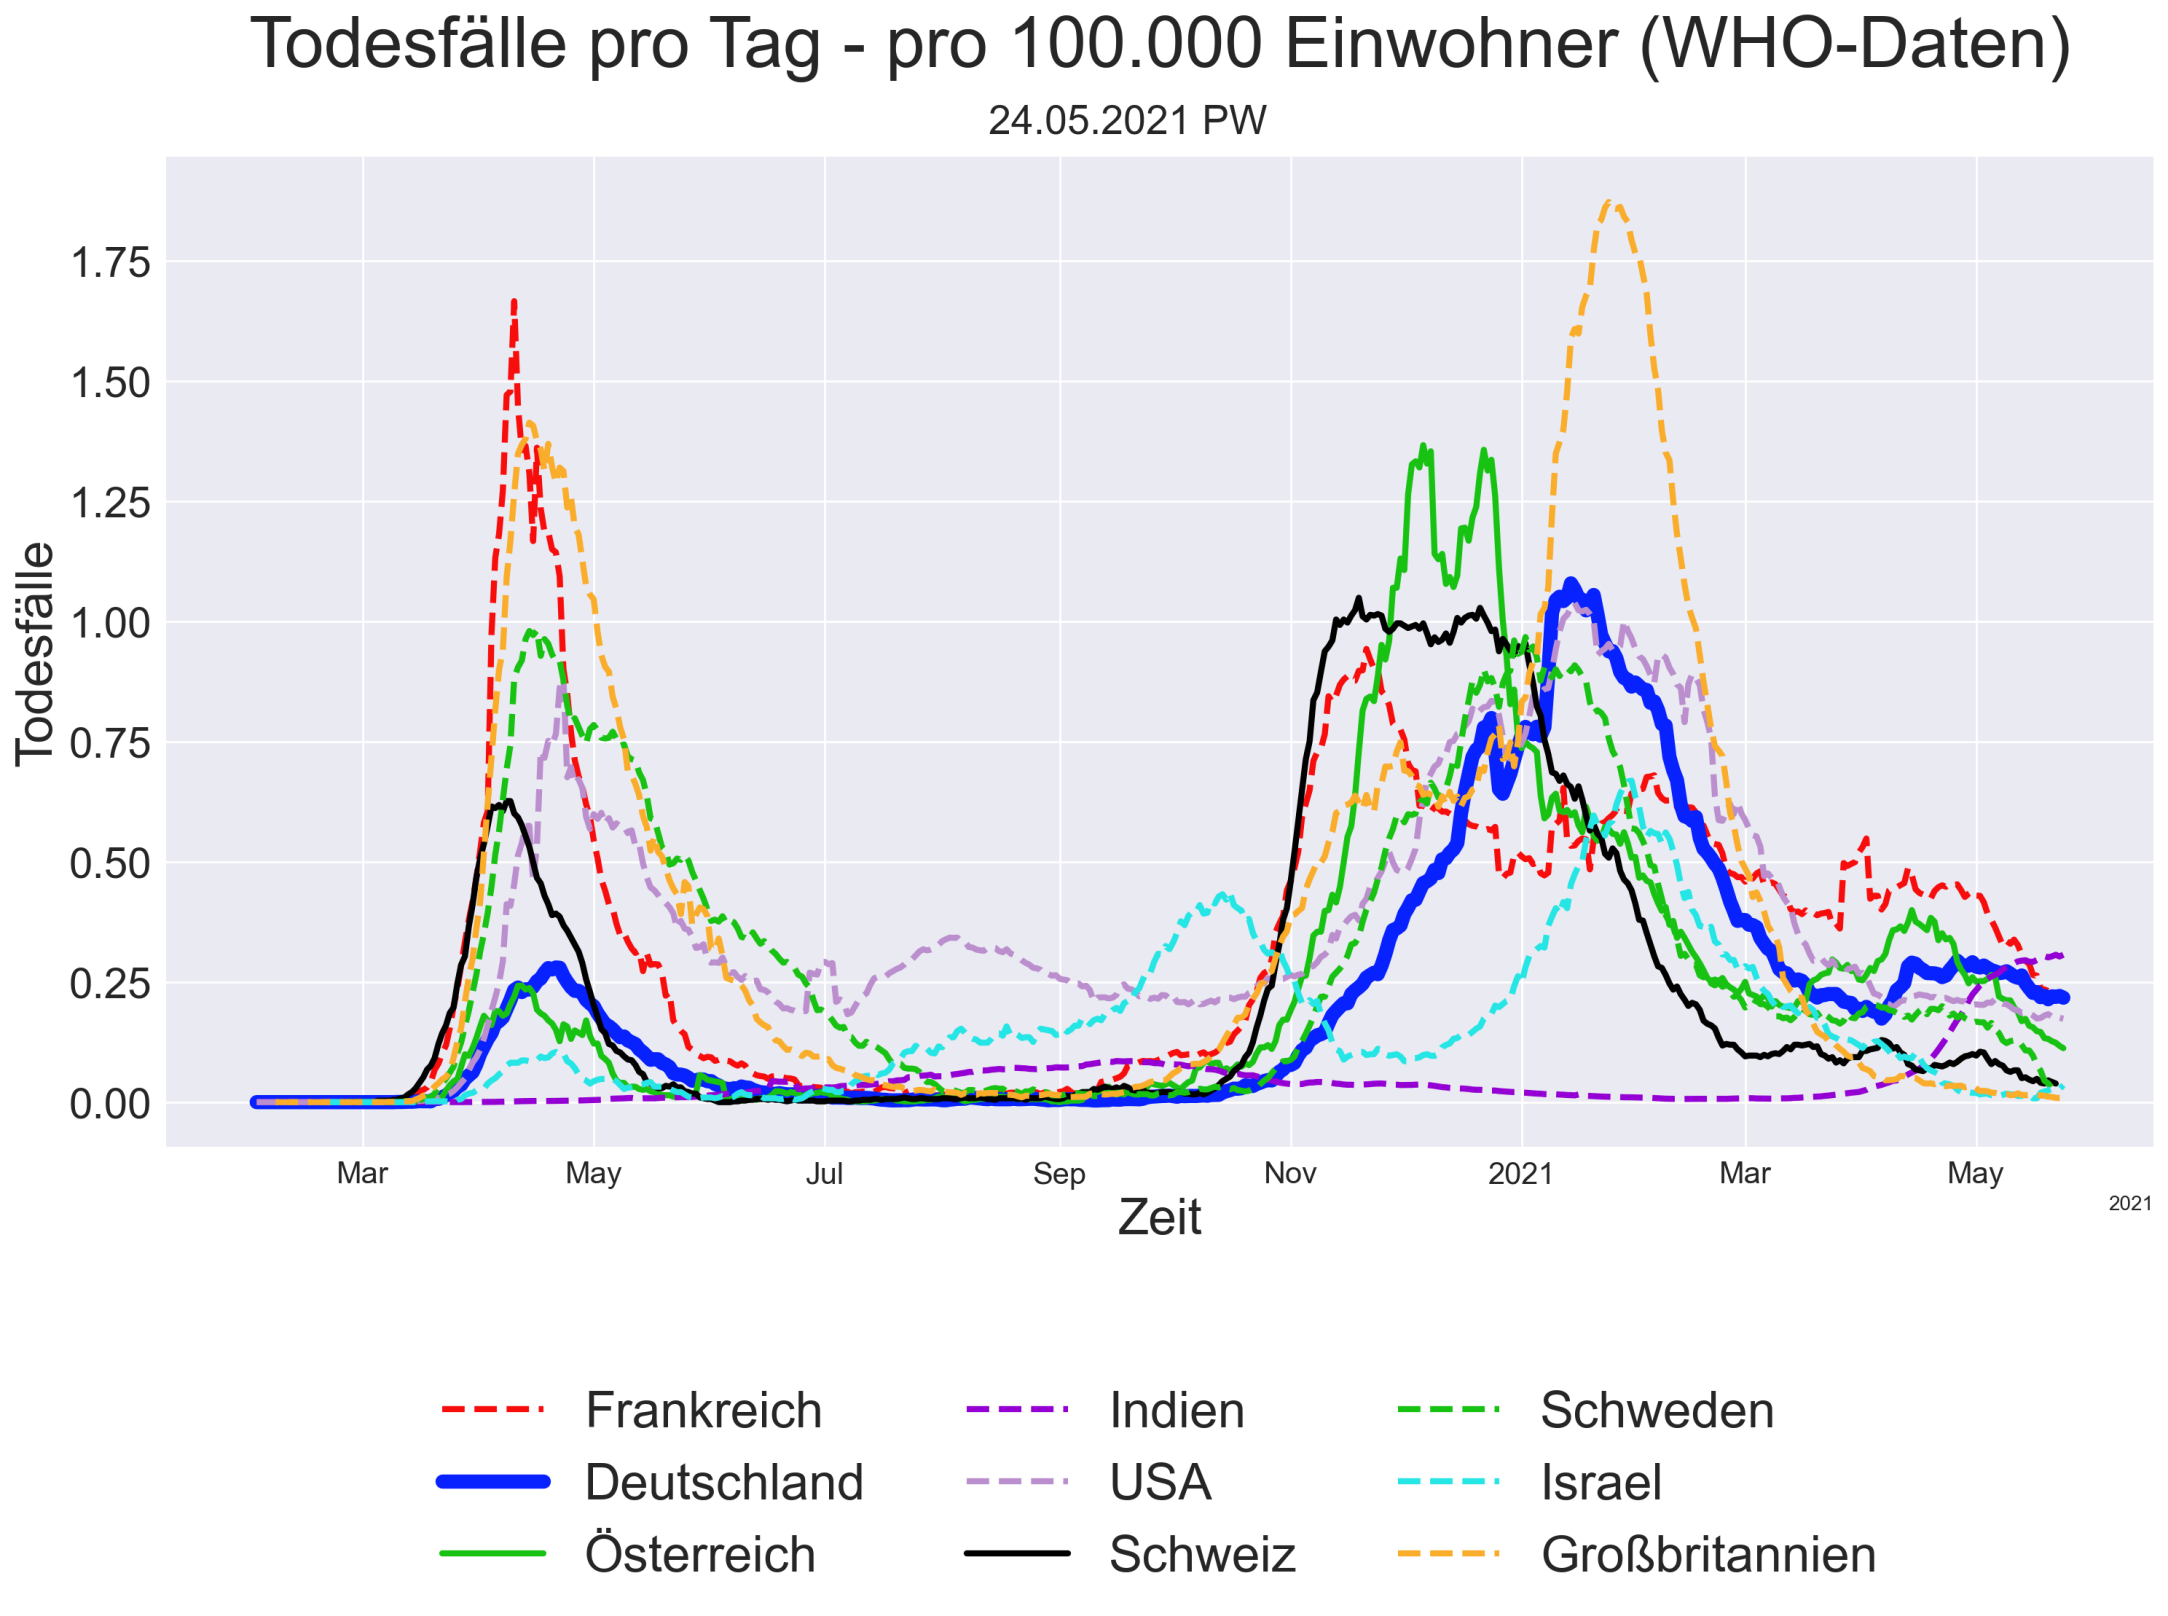 Todesfälle pro Tag - pro 100.000 Einwohner (WHO-Daten)
24.05.2021 PW
Todesfälle
1.75
1.50
1.25
1.00
0.75
0.50
0.25
0.00
Mar May Jul Sep Nov 2021 Mar May
2021
Zeit
Frankreich Indien Schweden
Deutschland USA Israel
Österreich Schweiz Großbritannien